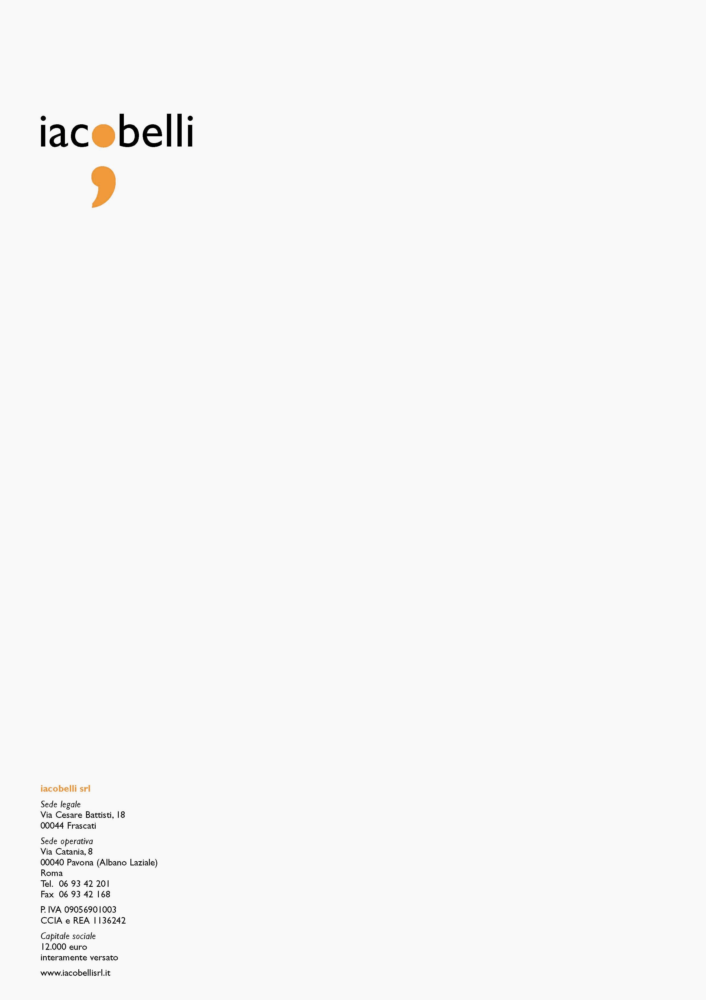 iacobelli
,
iacobelli srl
Sede legale
Via Cesare Battisti, 18
00044 Frascati
Sede operativa
Via Catania, 8
00040 Pavona (Albano Laziale)
Roma
Tel. 06 93 42 201
Fax 06 93 42 168
P. IVA 09056901003
CCIA e REA 1136242
Capitale sociale
12.000 euro
interamente versato
www.iacobellisrl.it